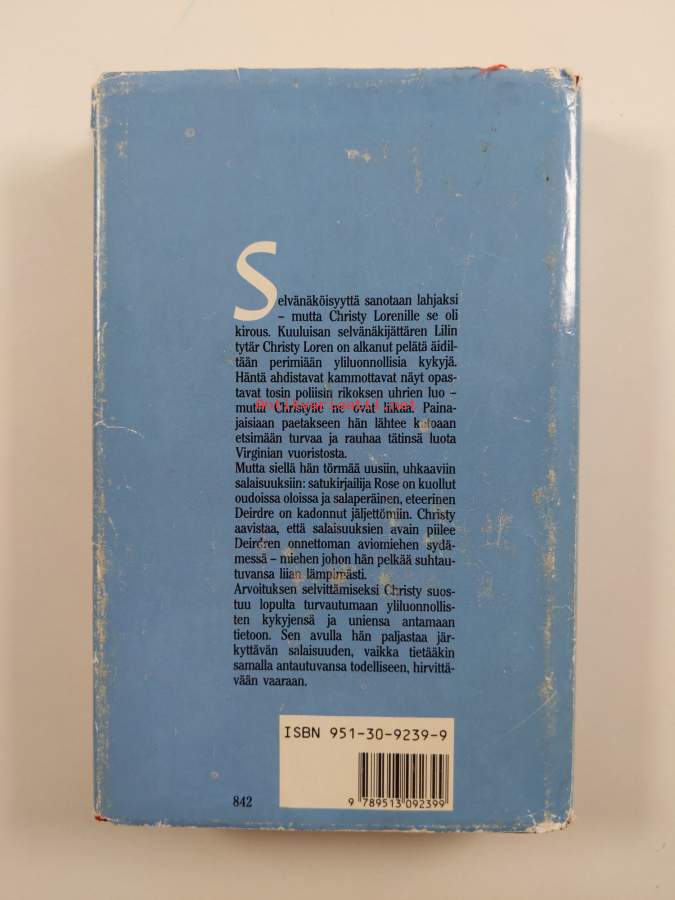 Selvänäköisyyttä sanotaan lahjaksi
– mutta Christy Lorenille se oli
kirous. Kuuluisan selvänäkijättären Lilin
tytär Christy Loren on alkanut pelätä äidil-
tään perimiään yliluonnollisia kykyjä.
Häntä ahdistavat kammottavat näyt opas-
tavat tosin poliisin rikoksen uhrien luo –
mutta Christylle ne ovat liikaa. Paina-
jaisiaan paetakseen hän lähtee kotoaan
etsimään turvaa ja rauhaa tätinsä luota
Virginian vuoristosta.
Mutta siellä hän törmää uusiin, uhkaaviin
salaisuuksiin: satukirjailija Rose on kuollut
oudoissa oloissa ja salaperäinen, eteerinen
Deirdre on kadonnut jäljettömiin. Christy
aavistaa, että salaisuuksien avain piilee
Deirdren onnettoman aviomiehen sydä-
messä – miehen johon hän pelkää suhtau-
tuvansa liian lämpimästi.
Arvoituksen selvittämiseksi Christy suos-
tuu lopulta turvautumaan yliluonnollis-
ten kykyjensä ja uniensa antamaan
tietoon. Sen avulla hän paljastaa jär-
kyttävän salaisuuden, vaikka tietääkin
samalla antautuvansa todelliseen, hirvittä-
vään vaaraan.
ISBN 951-30-9239-9
842
9 789513 092399